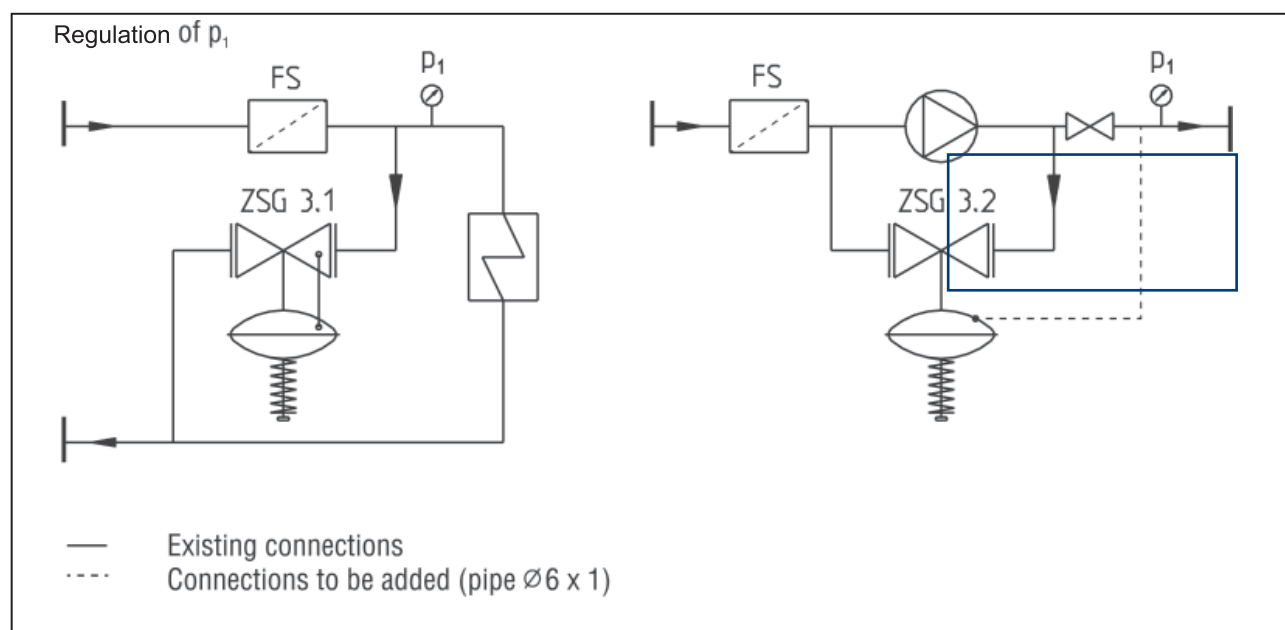 Regulation of p₁
FS
p₁
ZSG 3.1
FS
p₁
ZSG 3.2
Existing connections
Connections to be added (pipe ∅6 x 1)